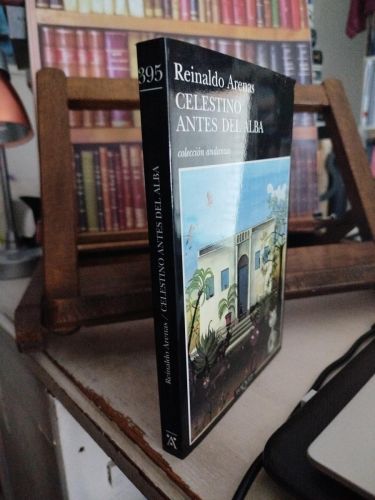 395
Reinaldo Arenas / CELESTINO ANTES DEL ALBA
Reinaldo Arenas
CELESTINO
ANTES DEL ALBA
colección andanzas